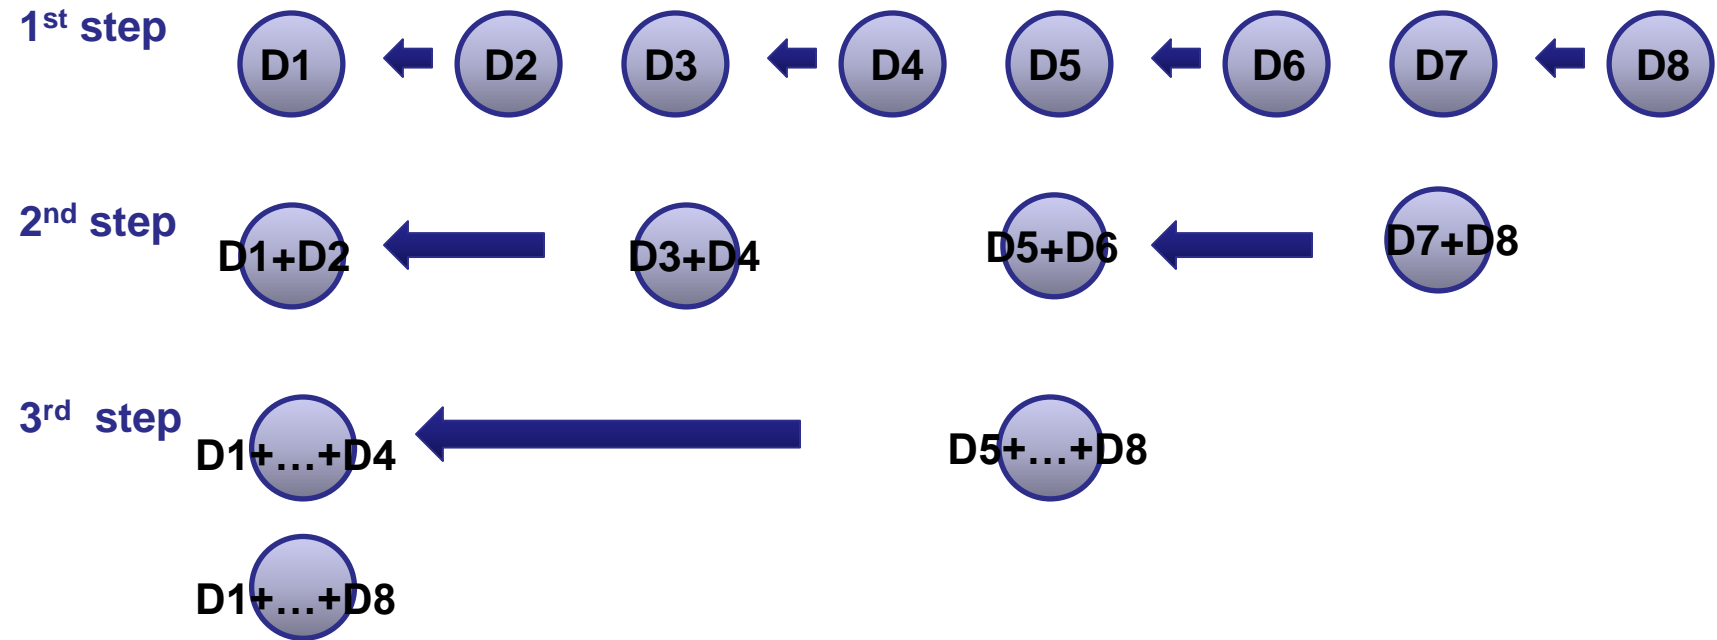 1st step D1 D2 D3 D4 D5 D6 D7 D8
2nd step D1+D2 D3+D4 D5+D6 D7+D8
3rd step D1+…+D4 D5+…+D8
D1+…+D8